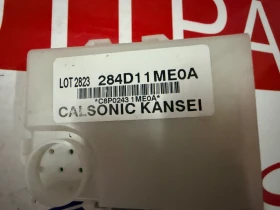 LOT 2823 284D11ME0A
*C8P0243 1ME0A*
CALSONIC KANSEI